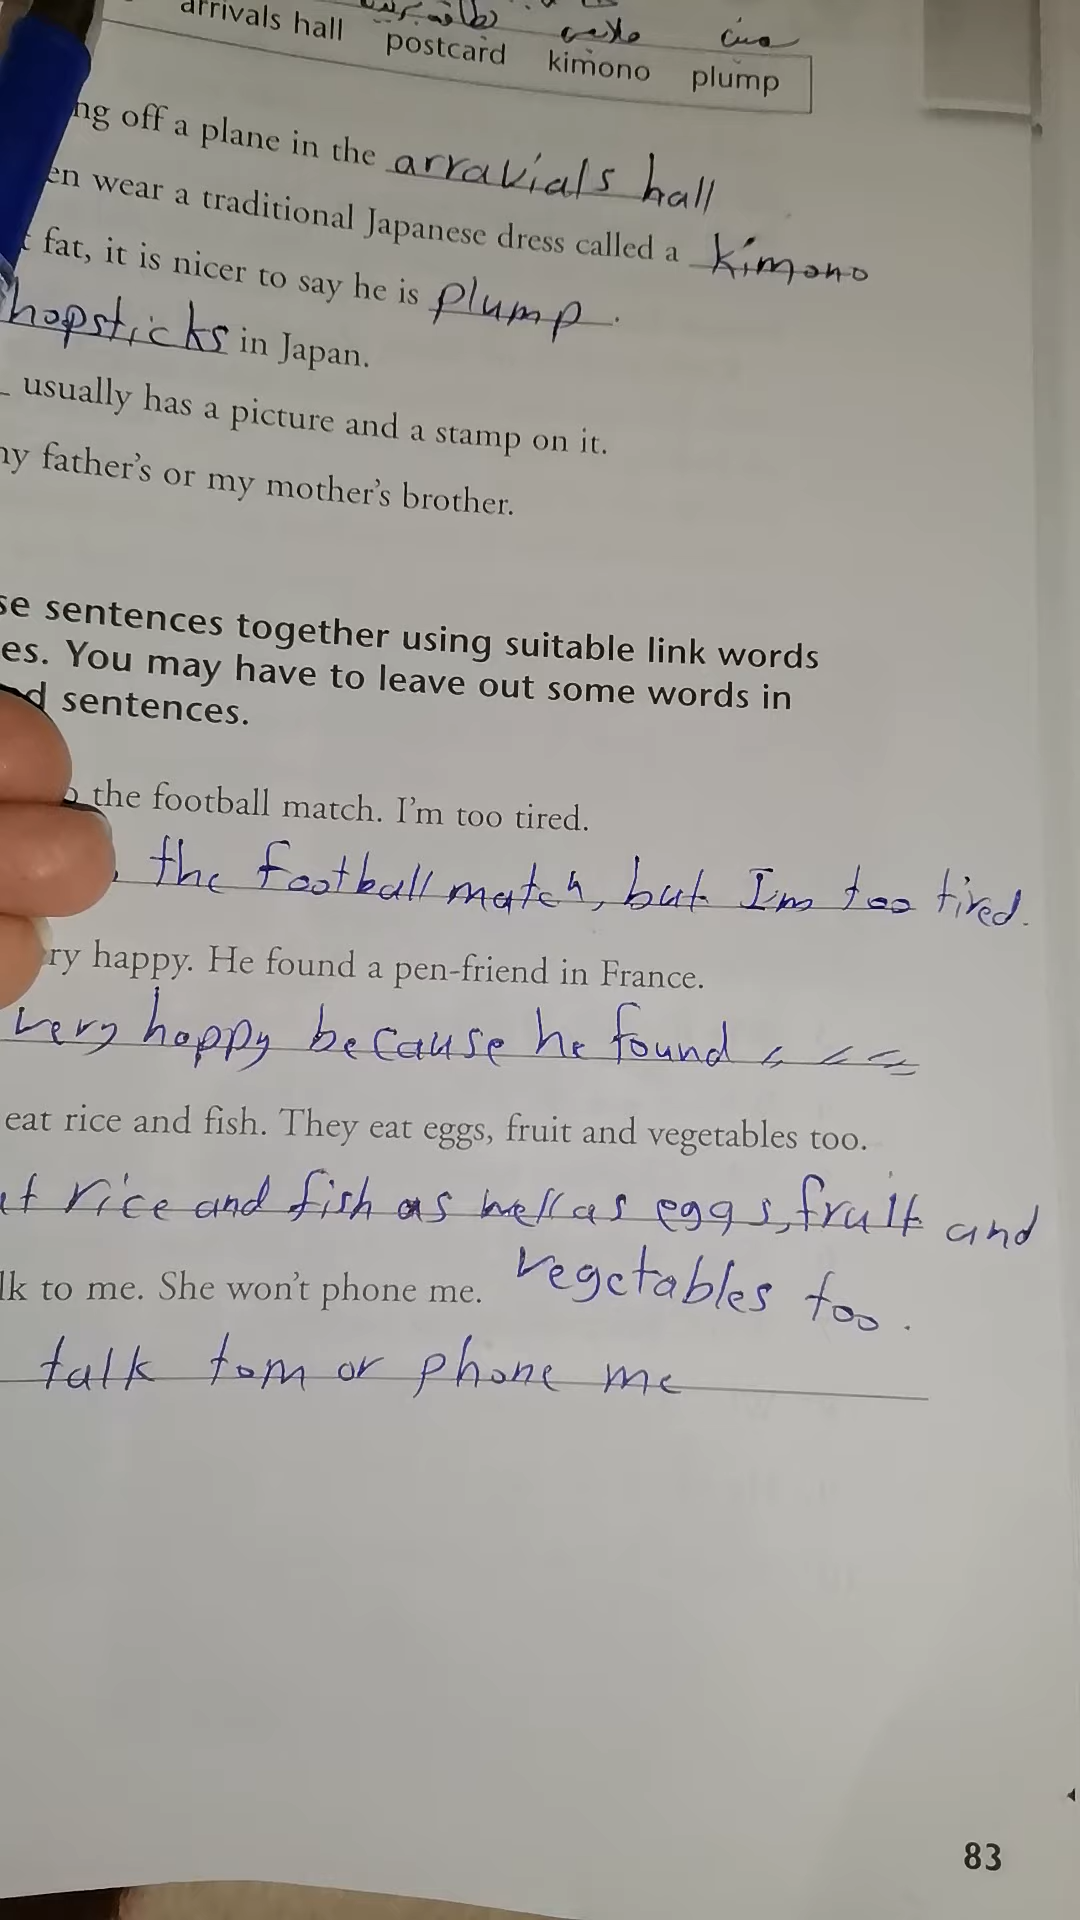 arrivals hall postcard kimono plump
ng off a plane in the arravials hall
en wear a traditional Japanese dress called a kimono
fat, it is nicer to say he is plump.
hopsticks in Japan.
usually has a picture and a stamp on it.
ny father's or my mother's brother.
se sentences together using suitable link words
es. You may have to leave out some words in
d sentences.
the football match. I'm too tired.
the football match, but I'm too tired.
ry happy. He found a pen-friend in France.
very happy because he found
eat rice and fish. They eat eggs, fruit and vegetables too.
at rice and fish as well as eggs, fruit and
vegetables too.
lk to me. She won't phone me.
talk tom or phone me
83